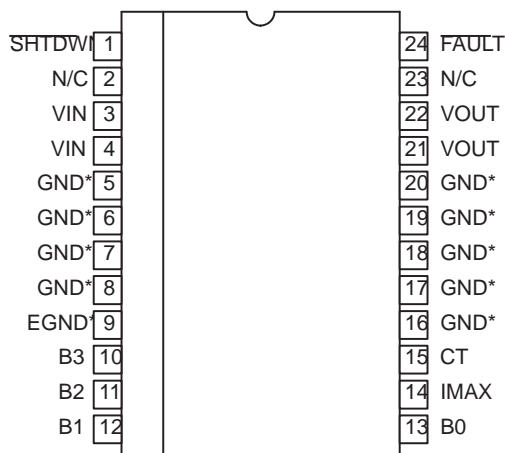 SHTDWN 1 24 FAULT
N/C 2 23 N/C
VIN 3 22 VOUT
VIN 4 21 VOUT
GND* 5 20 GND*
GND* 6 19 GND*
GND* 7 18 GND*
GND* 8 17 GND*
EGND* 9 16 GND*
B3 10 15 CT
B2 11 14 IMAX
B1 12 13 B0